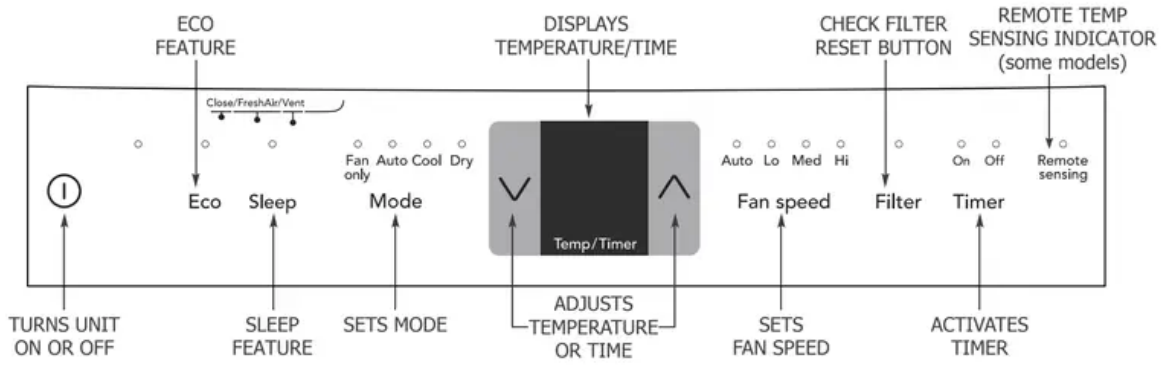 ECO
FEATURE
DISPLAYS
TEMPERATURE/TIME
CHECK FILTER
RESET BUTTON
REMOTE TEMP
SENSING INDICATOR
(some models)
Close/FreshAir/Vent
Fan only Auto Cool Dry
Auto Lo Med Hi
On Off
Remote sensing
Eco Sleep Mode
Temp/Timer
Fan speed Filter Timer
TURNS UNIT
ON OR OFF
SLEEP
FEATURE
SETS MODE
ADJUSTS
TEMPERATURE
OR TIME
SETS
FAN SPEED
ACTIVATES
TIMER